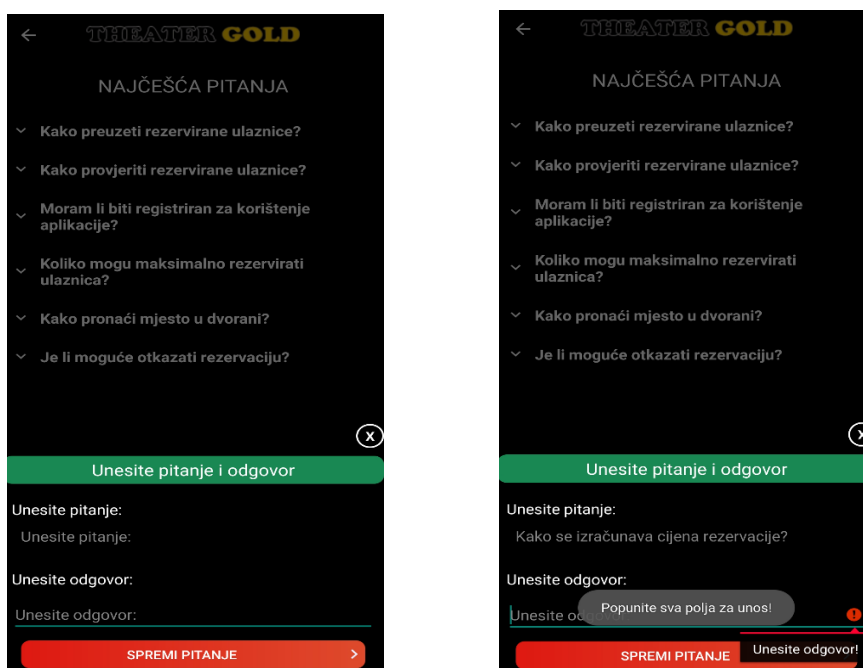 THEATER GOLD
NAJČEŠĆA PITANJA
Kako preuzeti rezervirane ulaznice?
Kako provjeriti rezervirane ulaznice?
Moram li biti registriran za korištenje
aplikacije?
Koliko mogu maksimalno rezervirati
ulaznica?
Kako pronaći mjesto u dvorani?
Je li moguće otkazati rezervaciju?
X
Unesite pitanje i odgovor
Unesite pitanje:
Unesite pitanje:
Unesite odgovor:
Unesite odgovor:
SPREMI PITANJE
THEATER GOLD
NAJČEŠĆA PITANJA
Kako preuzeti rezervirane ulaznice?
Kako provjeriti rezervirane ulaznice?
Moram li biti registriran za korištenje
aplikacije?
Koliko mogu maksimalno rezervirati
ulaznica?
Kako pronaći mjesto u dvorani?
Je li moguće otkazati rezervaciju?
X
Unesite pitanje i odgovor
Unesite pitanje:
Kako se izračunava cijena rezervacije?
Unesite odgovor:
Unesite
Popunite sva polja za unos!
SPREMI PITANJE
Unesite odgovor!